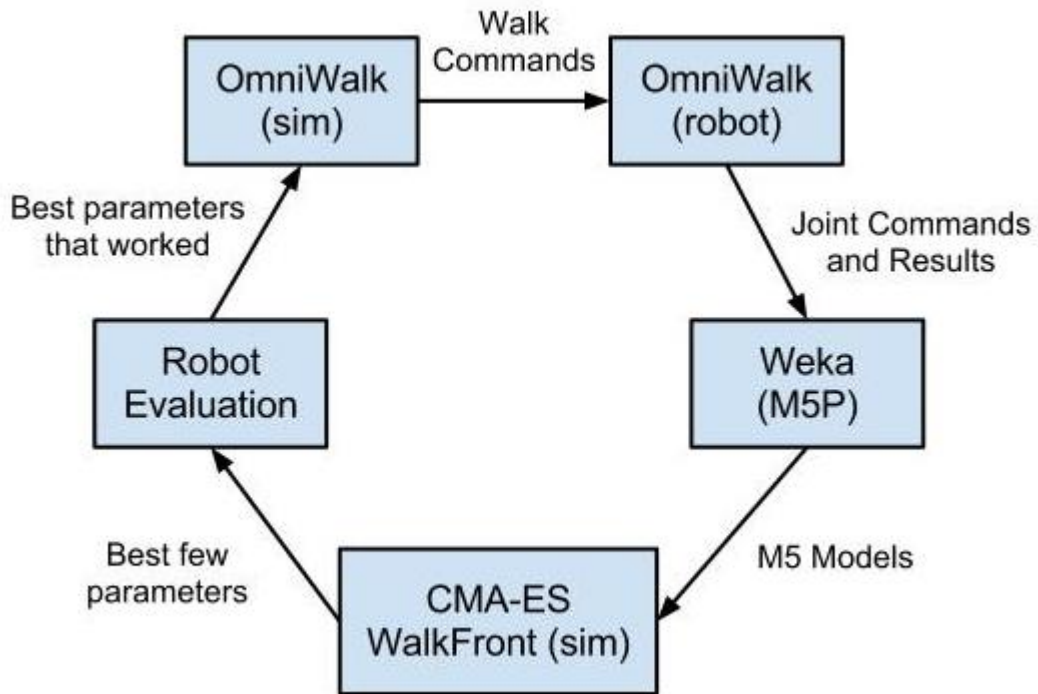 Walk
Commands
OmniWalk
(sim)
OmniWalk
(robot)
Best parameters
that worked
Joint Commands
and Results
Robot
Evaluation
Weka
(M5P)
Best few
parameters
M5 Models
CMA-ES
WalkFront (sim)